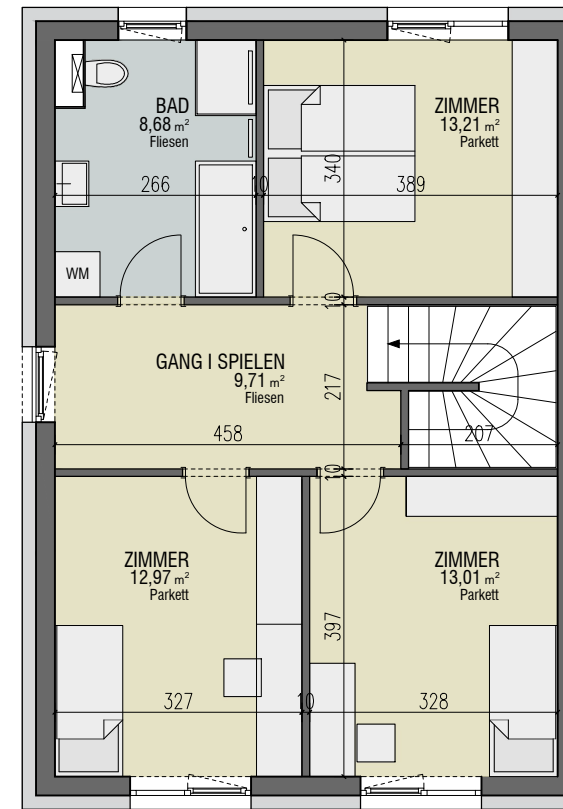 BAD
8,68 m²
Fliesen
ZIMMER
13,21 m²
Parkett
266
10
340
389
WM
10
GANG I SPIELEN
9,71 m²
Fliesen
217
458
207
10
ZIMMER
12,97 m²
Parkett
ZIMMER
13,01 m²
Parkett
397
327
10
328